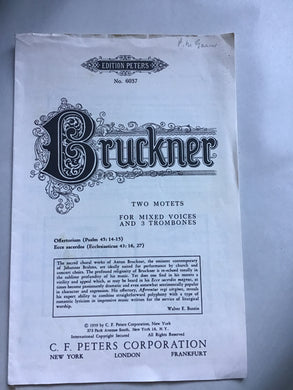 EDITION PETERS
No. 6037
Bruckner
TWO MOTETS
FOR MIXED VOICES
AND 3 TROMBONES
Offertorium (Psalm 45: 14-15)
Ecce sacerdos (Ecclesiasticus 43: 16, 27)
The sacred choral works of Anton Bruckner, the eminent contemporary
of Johannes Brahms, are ideally suited for performance by church and
concert choirs. The profound religiosity of Bruckner is re-echoed totally in
the sublime profundity of his music. Yet does one find in his motets a
virility and appeal which, as may be heard in his Ecce sacerdos magnus, at
times become passionately dramatic and even somewhat sentimentally popular
in character and expression. His offertory, Afferentur regi virgines, reveals
his expert ability to combine straightforward polyphony with a type of
romantic lyricism in impressive music written for the service of liturgical
worship.
Walter E. Buszin
© 1959 by C. F. Peters Corporation, New York
373 Park Avenue South, New York 16, N. Y.
International Copyright Secured All Rights Reserved
C. F. PETERS CORPORATION
NEW YORK LONDON FRANKFURT